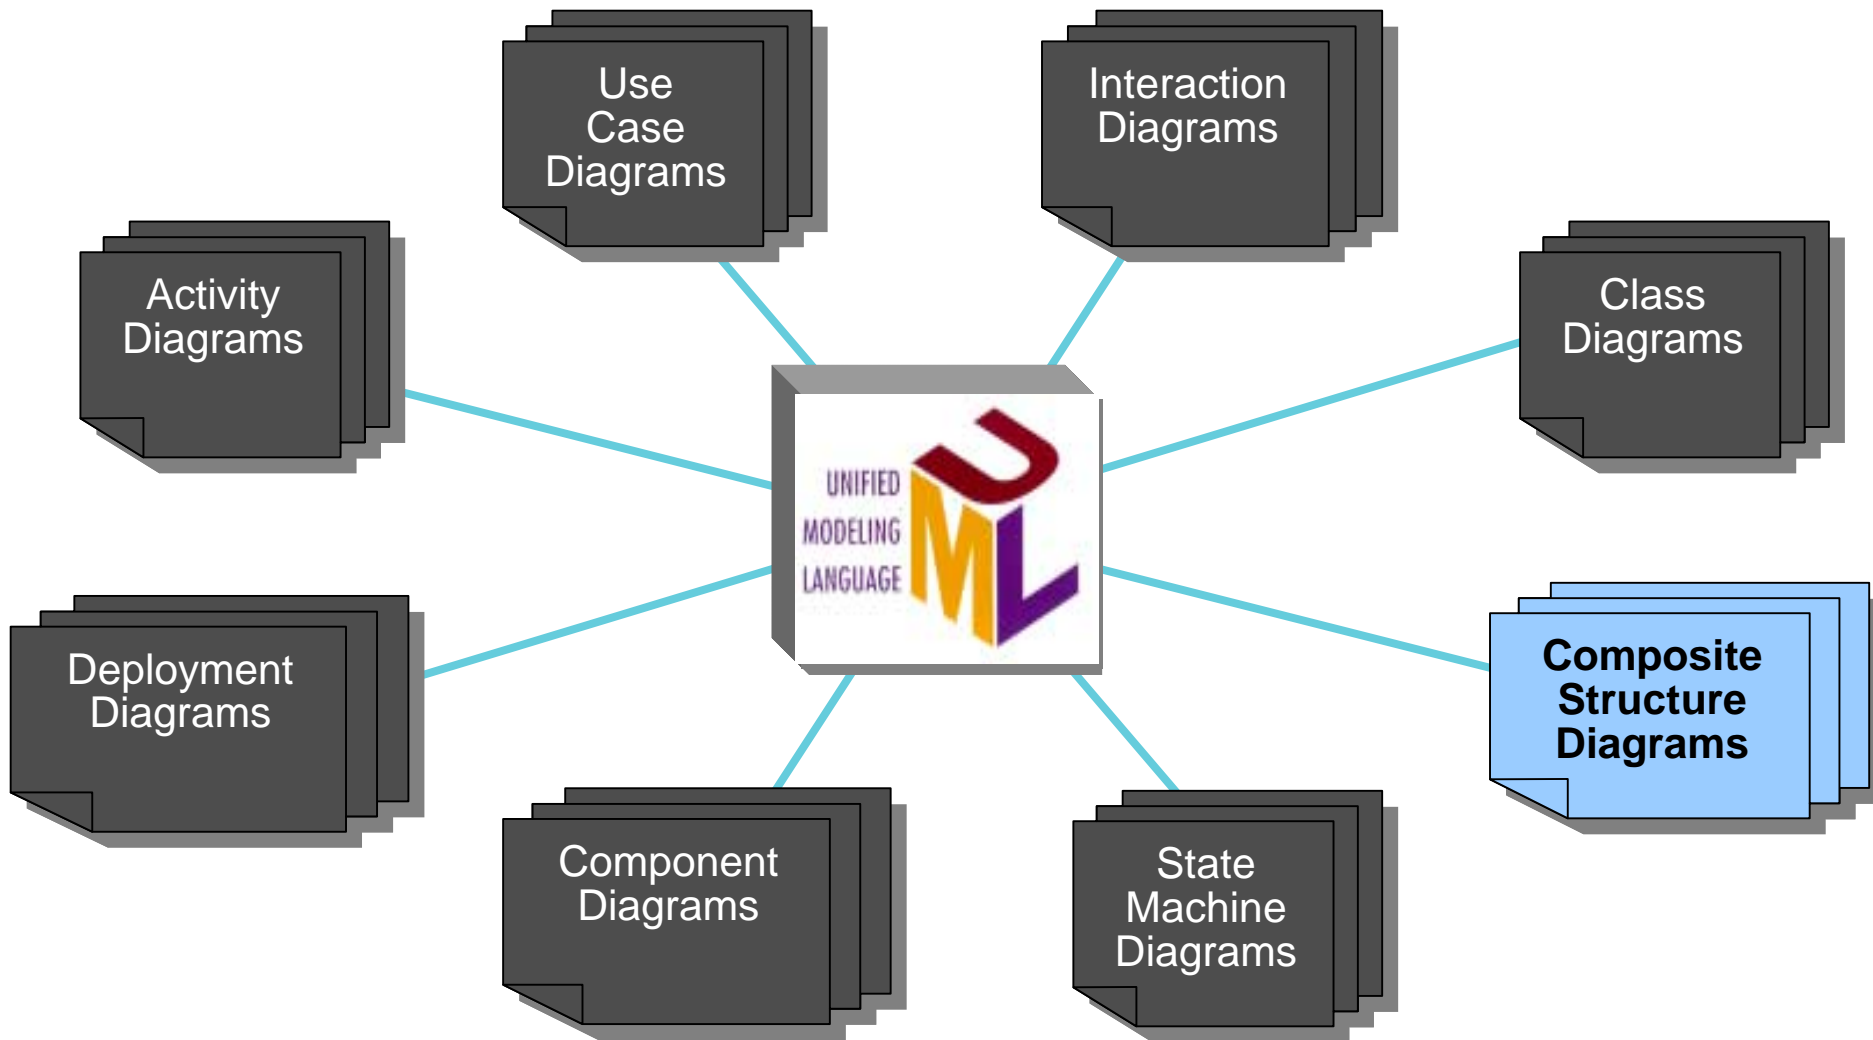 Use
Case
Diagrams
Interaction
Diagrams
Activity
Diagrams
Class
Diagrams
UNIFIED
MODELING
LANGUAGE
UML
Deployment
Diagrams
Composite
Structure
Diagrams
Component
Diagrams
State
Machine
Diagrams